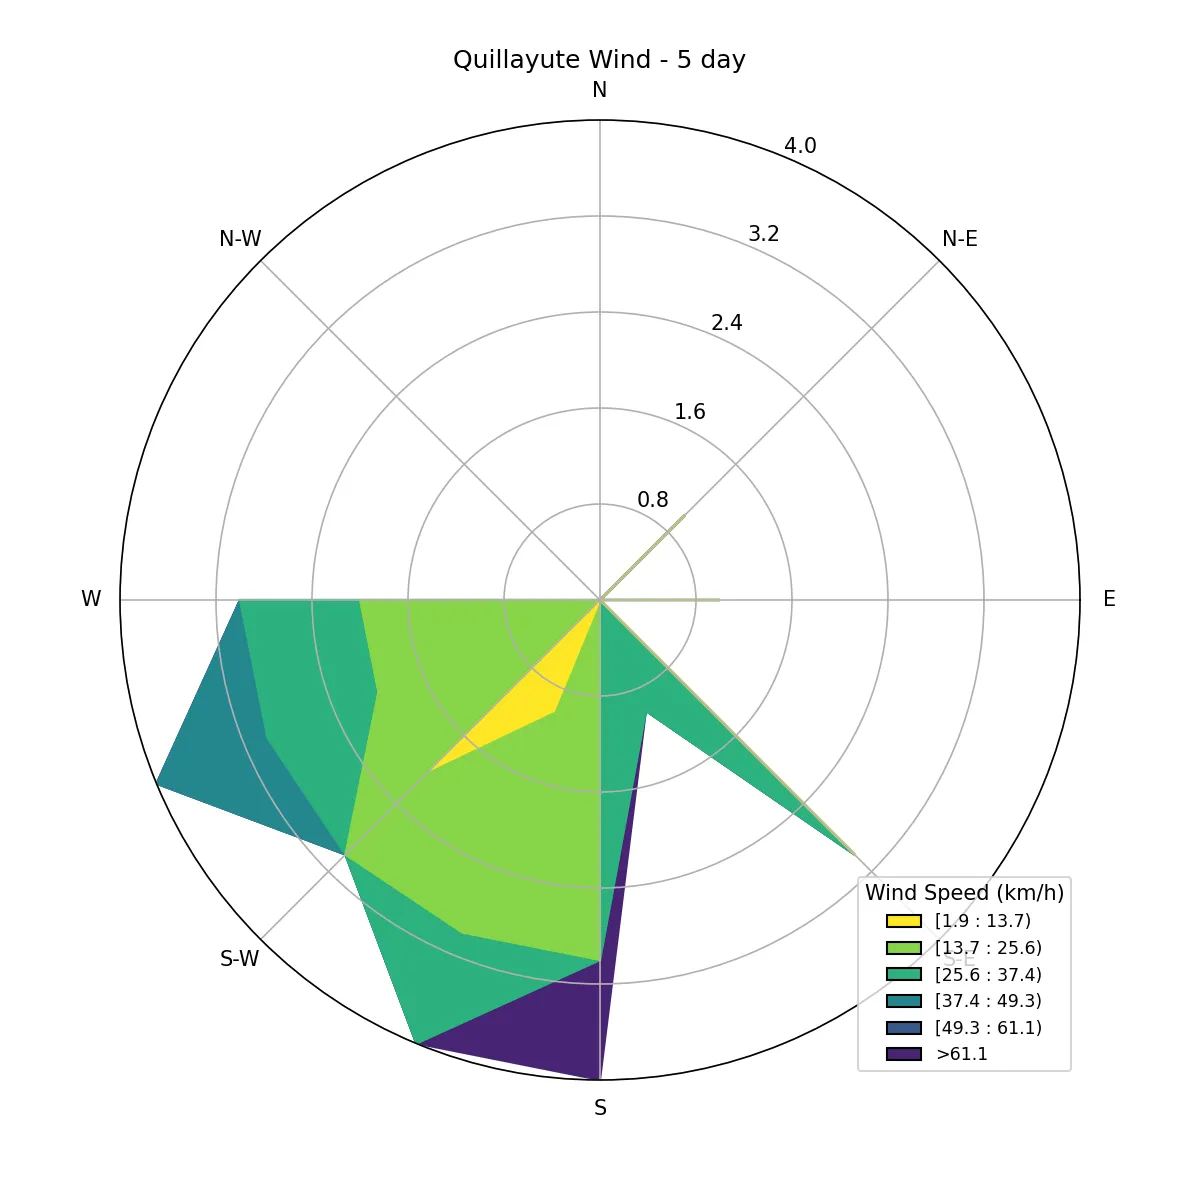 Quillayute Wind - 5 day
N
4.0
N-W
3.2
N-E
2.4
1.6
0.8
W
E
S-W
S-E
S
Wind Speed (km/h)
[1.9 : 13.7)
[13.7 : 25.6)
[25.6 : 37.4)
[37.4 : 49.3)
[49.3 : 61.1)
>61.1